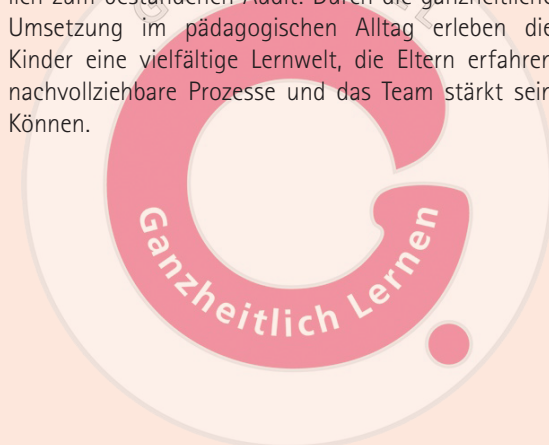 zum bestandenen Audit. Durch die ganzheitliche
Umsetzung im pädagogischen Alltag erleben die
Kinder eine vielfältige Lernwelt, die Eltern erfahren
nachvollziehbare Prozesse und das Team stärkt sein
Können.
Ganzheitlich Lernen